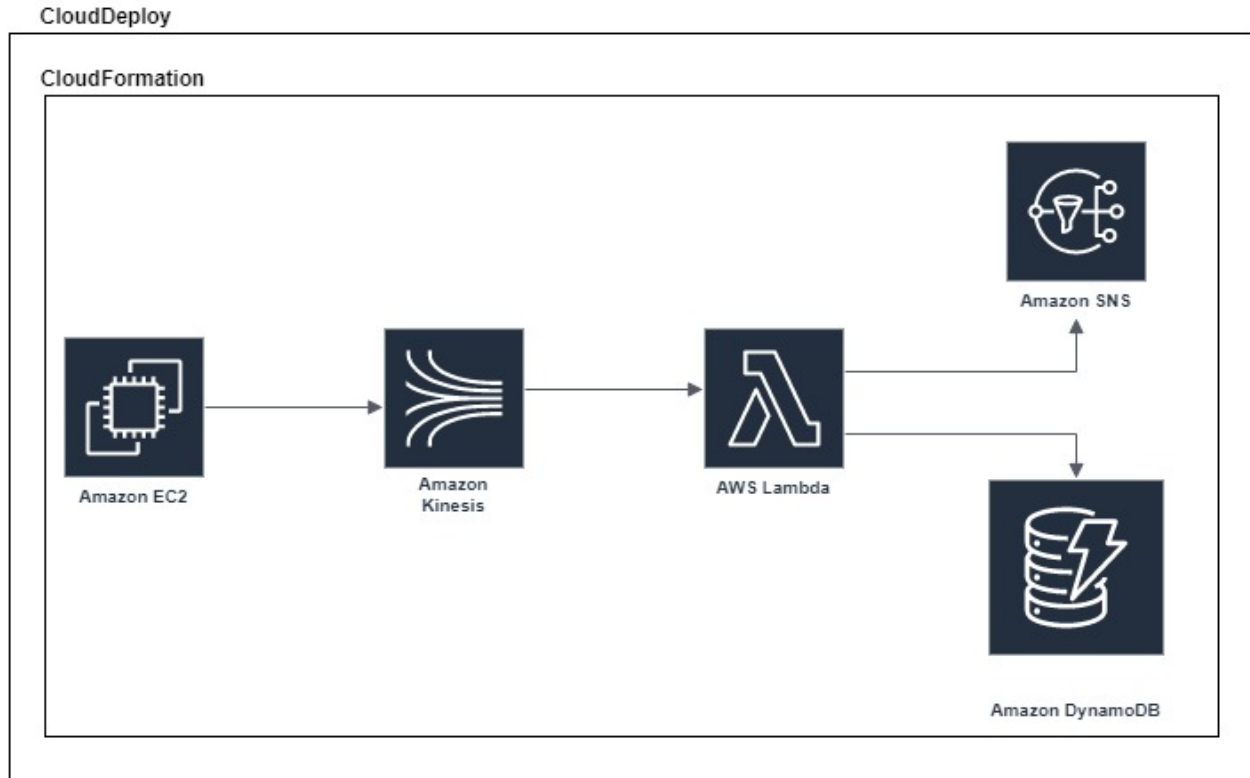 CloudDeploy
CloudFormation
Amazon SNS
Amazon EC2
Amazon
Kinesis
AWS Lambda
Amazon DynamoDB